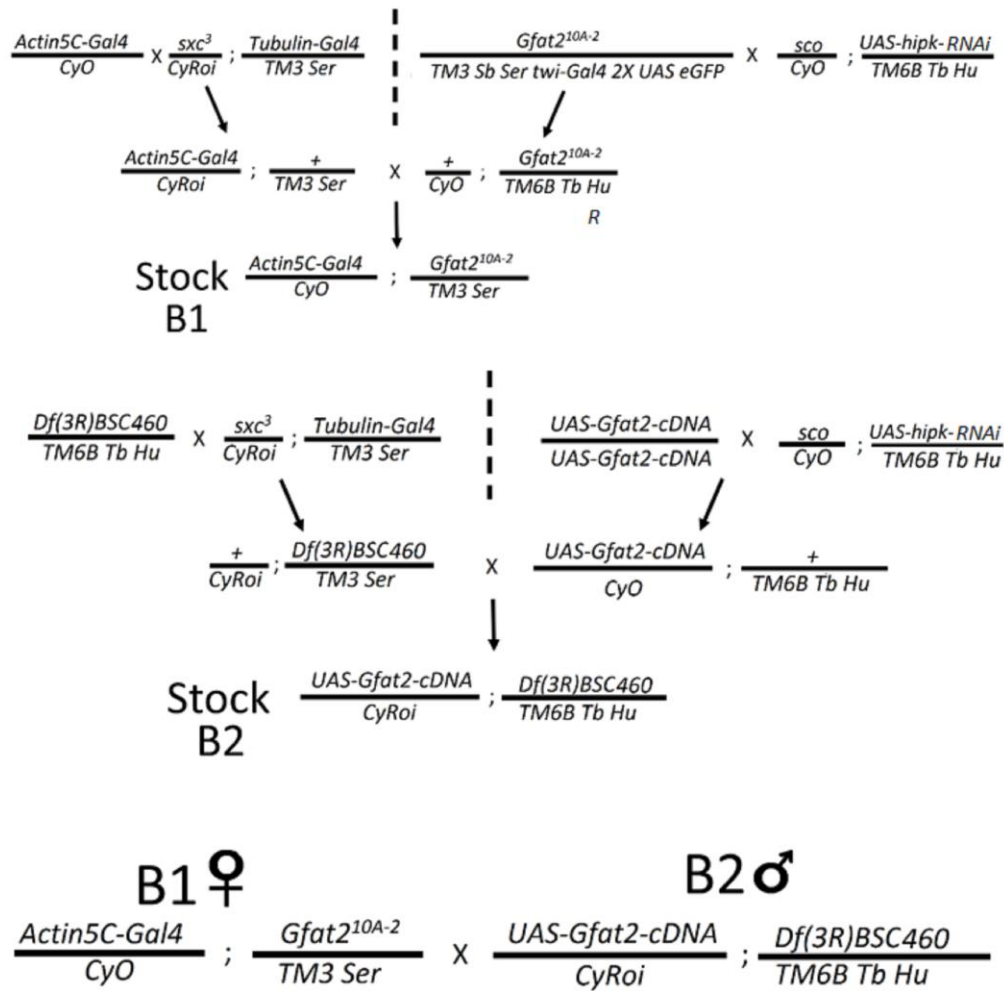 Actin5C-Gal4 X sxc³ ; Tubulin-Gal4
CyO CyRoi TM3 Ser
Gfat2¹⁰ᴬ⁻² X sco ; UAS-hipk-RNAi
TM3 Sb Ser twi-Gal4 2X UAS eGFP CyO TM6B Tb Hu
Actin5C-Gal4 ; + X + ; Gfat2¹⁰ᴬ⁻²
CyRoi TM3 Ser CyO TM6B Tb Hu
R
Stock B1
Actin5C-Gal4 ; Gfat2¹⁰ᴬ⁻²
CyO TM3 Ser
Df(3R)BSC460 X sxc³ ; Tubulin-Gal4
TM6B Tb Hu CyRoi TM3 Ser
UAS-Gfat2-cDNA X sco ; UAS-hipk-RNAi
UAS-Gfat2-cDNA CyO TM6B Tb Hu
+ ; Df(3R)BSC460 X UAS-Gfat2-cDNA ; +
CyRoi TM3 Ser CyO TM6B Tb Hu
Stock B2
UAS-Gfat2-cDNA ; Df(3R)BSC460
CyRoi TM6B Tb Hu
B1♀ B2♂
Actin5C-Gal4 ; Gfat2¹⁰ᴬ⁻² X UAS-Gfat2-cDNA ; Df(3R)BSC460
CyO TM3 Ser CyRoi TM6B Tb Hu